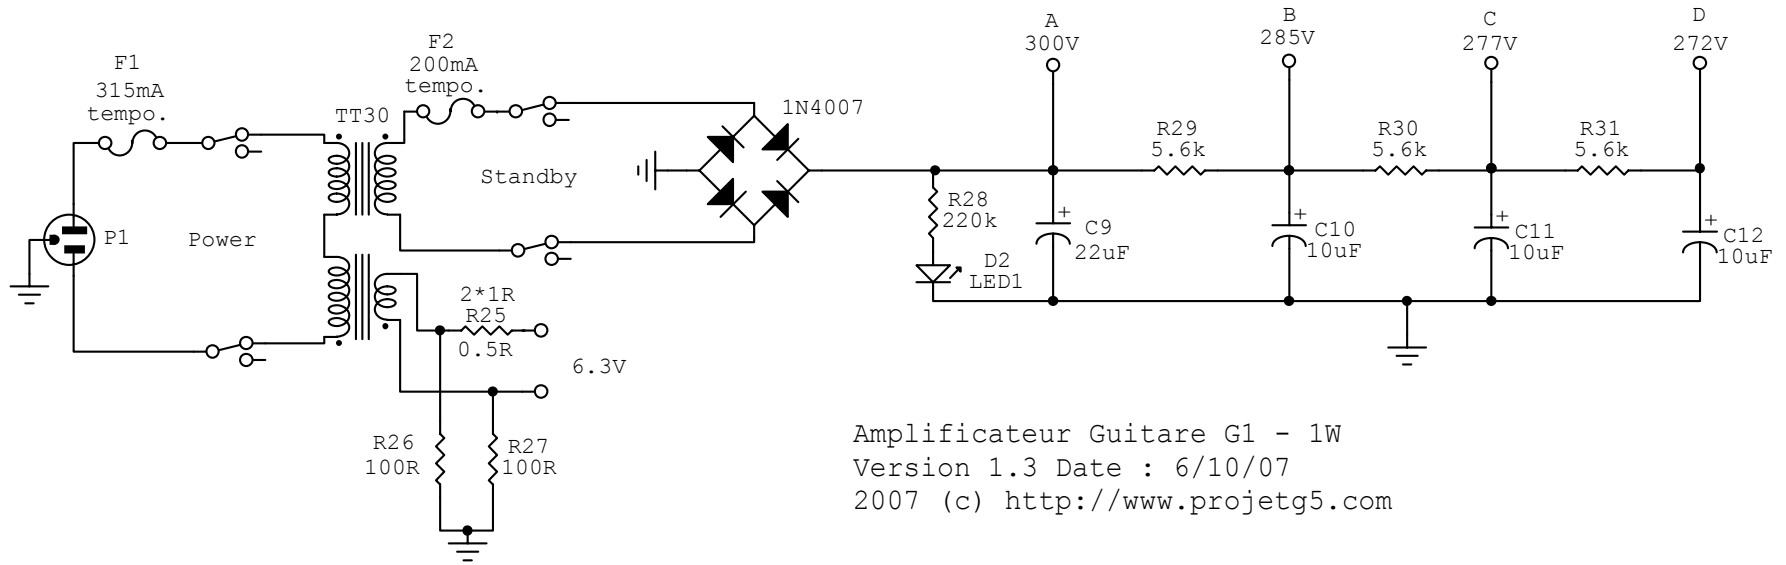 F1
315mA
tempo.
F2
200mA
tempo.
TT30
1N4007
Standby
Power
P1
A
300V
B
285V
C
277V
D
272V
R29
5.6k
R30
5.6k
R31
5.6k
R28
220k
D2
LED1
+
C9
22uF
+
C10
10uF
+
C11
10uF
+
C12
10uF
2*1R
R25
0.5R
6.3V
R26
100R
R27
100R
Amplificateur Guitare G1 - 1W
Version 1.3 Date : 6/10/07
2007 (c) http://www.projetg5.com